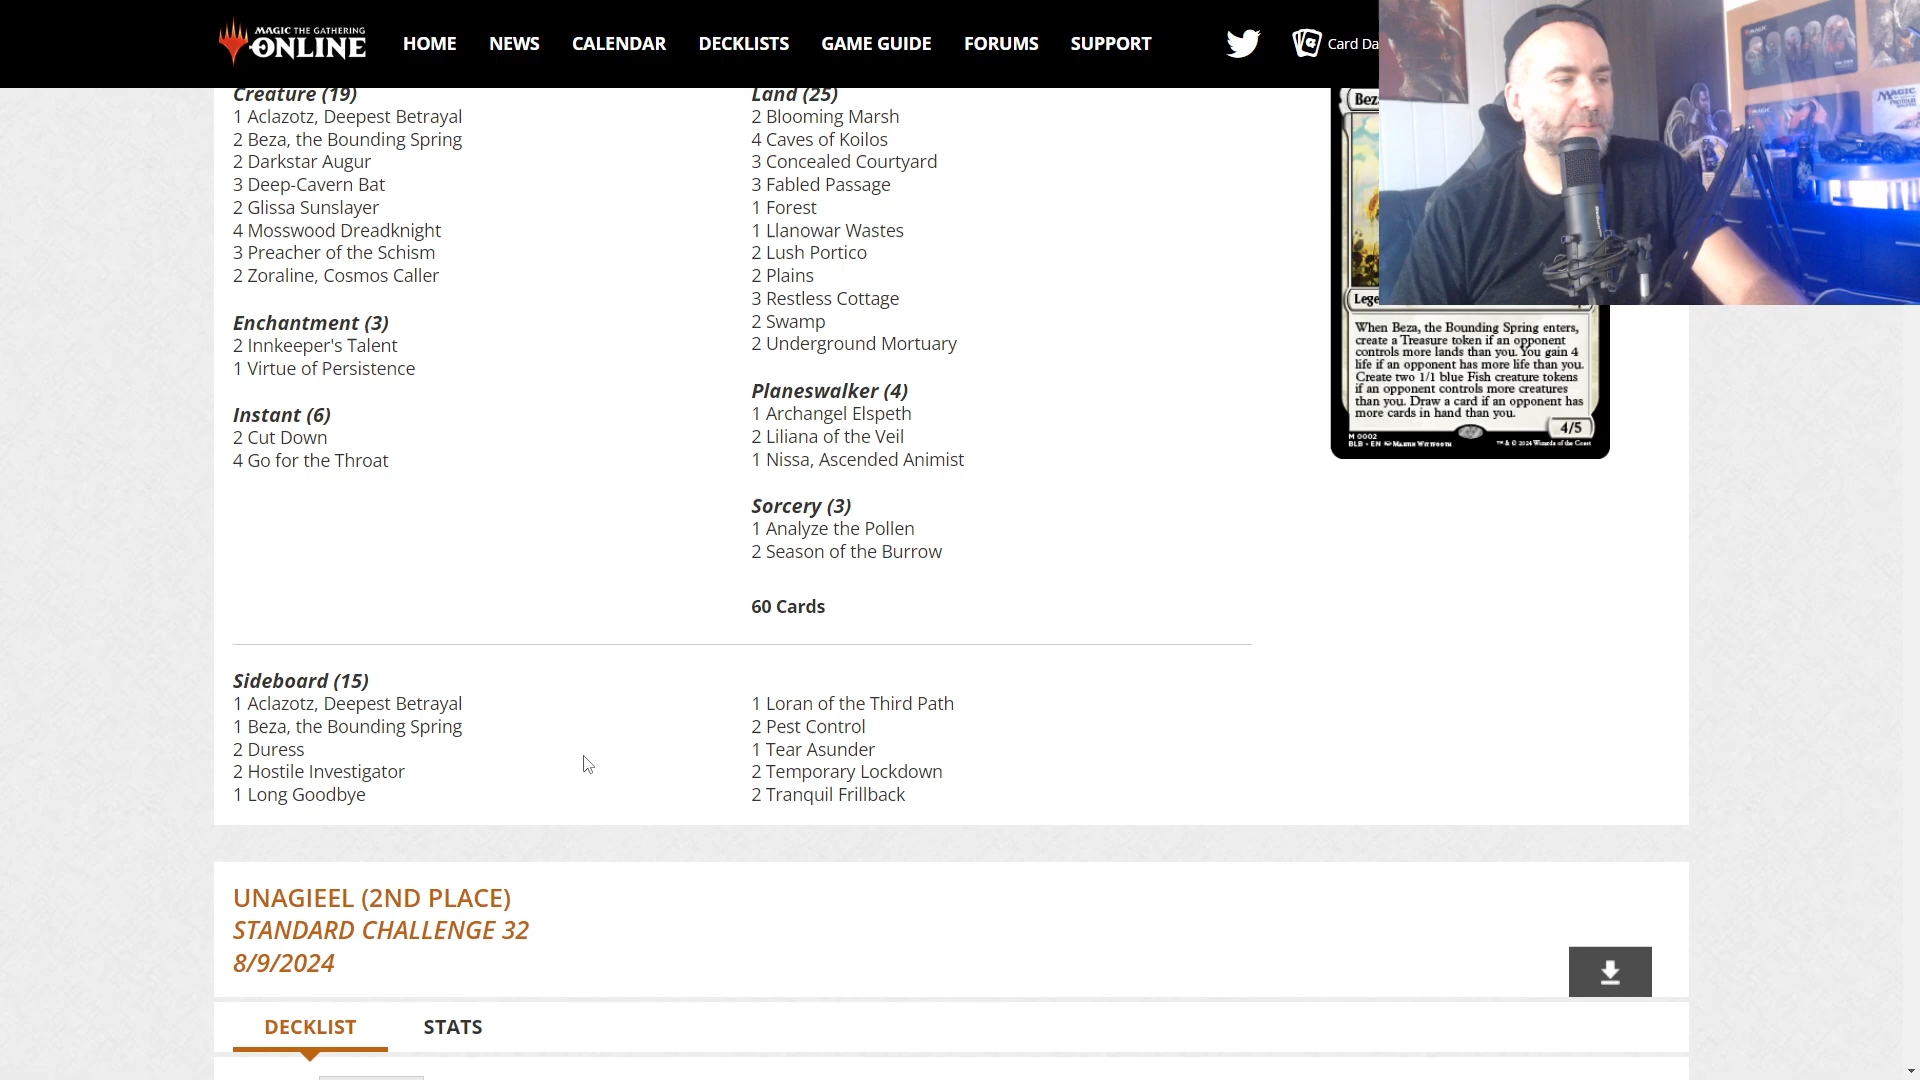 MAGIC THE GATHERING
ONLINE
HOME NEWS CALENDAR DECKLISTS GAME GUIDE FORUMS SUPPORT
Card Da
Creature (19)
1 Aclazotz, Deepest Betrayal
2 Beza, the Bounding Spring
2 Darkstar Augur
3 Deep-Cavern Bat
2 Glissa Sunslayer
4 Mosswood Dreadknight
3 Preacher of the Schism
2 Zoraline, Cosmos Caller
Enchantment (3)
2 Innkeeper's Talent
1 Virtue of Persistence
Instant (6)
2 Cut Down
4 Go for the Throat
Land (25)
2 Blooming Marsh
4 Caves of Koilos
3 Concealed Courtyard
3 Fabled Passage
1 Forest
1 Llanowar Wastes
2 Lush Portico
2 Plains
3 Restless Cottage
2 Swamp
2 Underground Mortuary
Planeswalker (4)
1 Archangel Elspeth
2 Liliana of the Veil
1 Nissa, Ascended Animist
Sorcery (3)
1 Analyze the Pollen
2 Season of the Burrow
60 Cards
Bez
Lege
When Beza, the Bounding Spring enters,
create a Treasure token if an opponent
controls more lands than you. You gain 4
life if an opponent has more life than you.
Create two 1/1 blue Fish creature tokens
if an opponent controls more creatures
than you. Draw a card if an opponent has
more cards in hand than you.
4/5
M 0002
BLB • EN
™ & © 2024 Wizards of the Coast
MAGIC
Sideboard (15)
1 Aclazotz, Deepest Betrayal
1 Beza, the Bounding Spring
2 Duress
2 Hostile Investigator
1 Long Goodbye
1 Loran of the Third Path
2 Pest Control
1 Tear Asunder
2 Temporary Lockdown
2 Tranquil Frillback
UNAGIEEL (2ND PLACE)
STANDARD CHALLENGE 32
8/9/2024
DECKLIST STATS